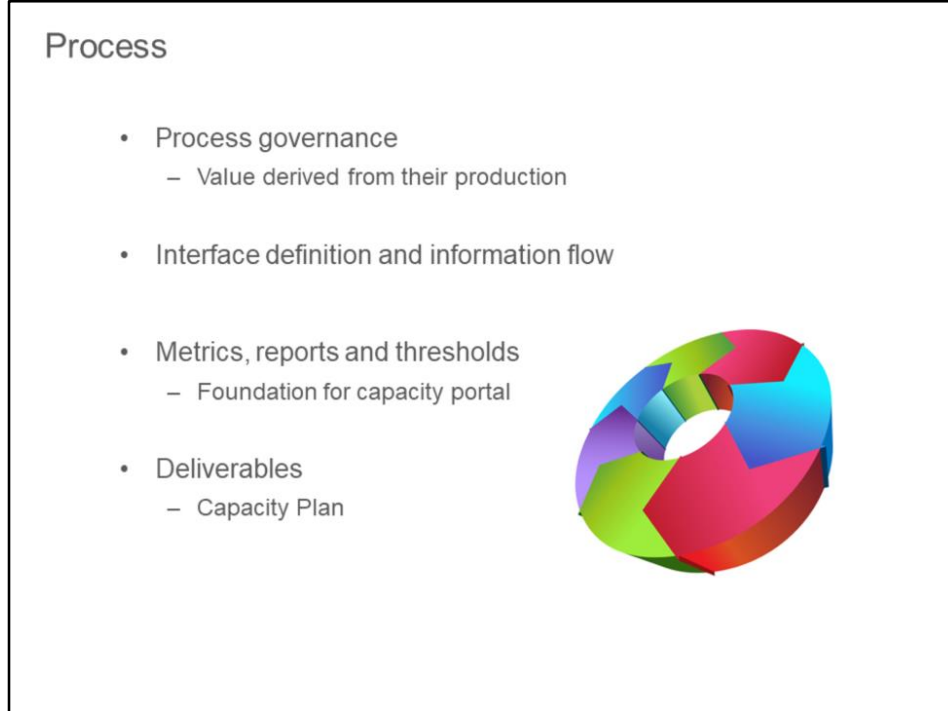 Process
• Process governance
– Value derived from their production
• Interface definition and information flow
• Metrics, reports and thresholds
– Foundation for capacity portal
• Deliverables
– Capacity Plan